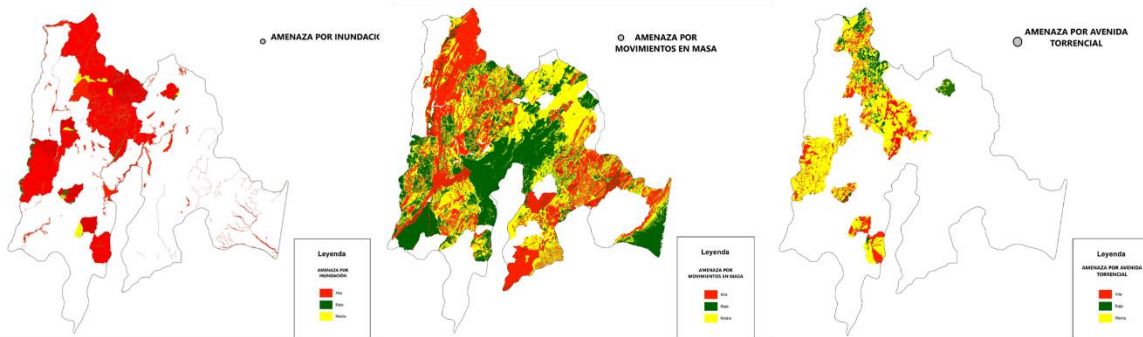 AMENAZA POR INUNDACIÓ
Leyenda
AMENAZA POR
INUNDACIÓN
Alta
Baja
Media
AMENAZA POR
MOVIMIENTOS EN MASA
Leyenda
AMENAZA POR
MOVIMIENTOS EN MASA
Alta
Baja
Media
AMENAZA POR AVENIDA
TORRENCIAL
Leyenda
AMENAZA POR AVENIDA
TORRENCIAL
Alta
Baja
Media